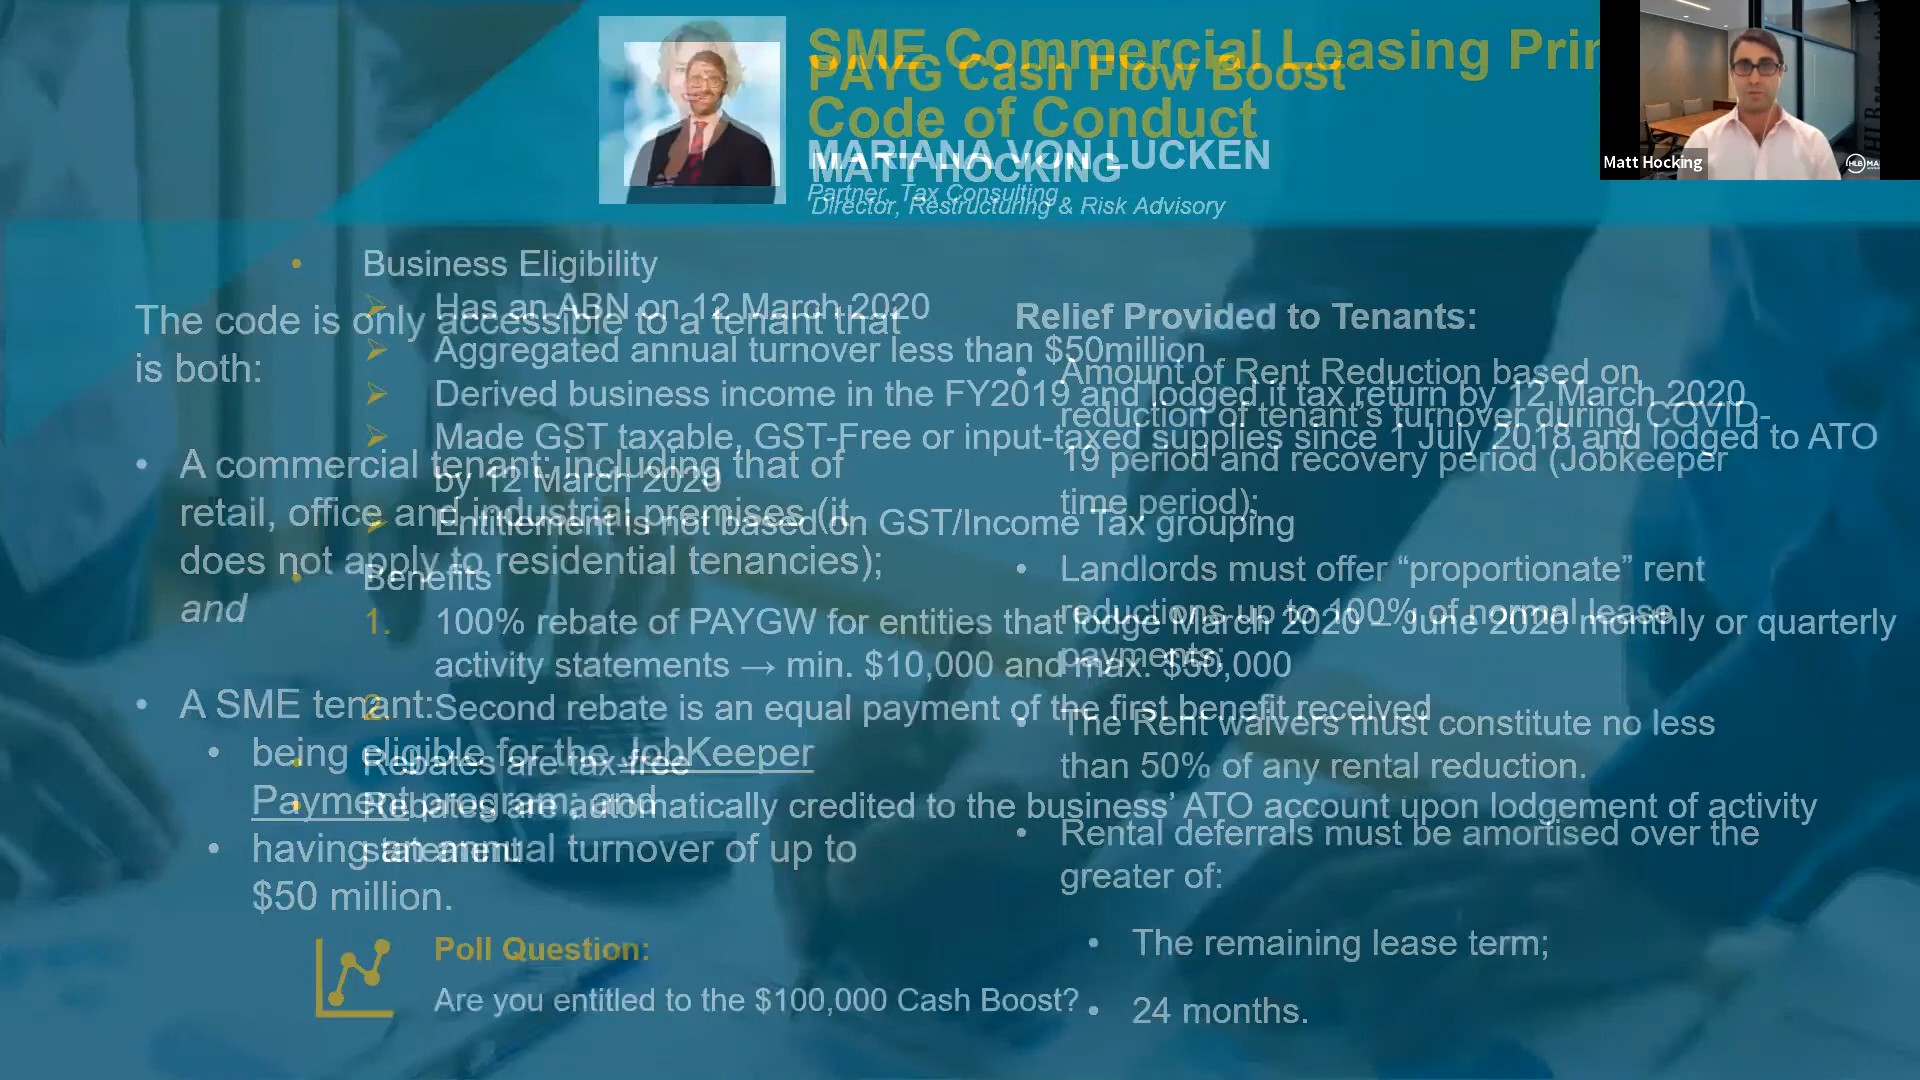 SME Commercial Leasing Prin
Code of Conduct
MATT HOCKING
Director, Restructuring & Risk Advisory
The code is only accessible to a tenant that
is both:
• A commercial tenant; including that of
retail, office and industrial premises (it
does not apply to residential tenancies);
and
• A SME tenant:
• being eligible for the JobKeeper
Payment program; and
• having an annual turnover of up to
$50 million.
Relief Provided to Tenants:
• Amount of Rent Reduction based on
reduction of tenant's turnover during COVID-
19 period and recovery period (Jobkeeper
time period);
• Landlords must offer “proportionate” rent
reductions up to 100% of normal lease
payments;
• The Rent waivers must constitute no less
than 50% of any rental reduction.
• Rental deferrals must be amortised over the
greater of:
• The remaining lease term;
• 24 months.
PAYG Cash Flow Boost
MARIANA VON LUCKEN
Partner, Tax Consulting
• Business Eligibility
➢ Has an ABN on 12 March 2020
➢ Aggregated annual turnover less than $50million
➢ Derived business income in the FY2019 and lodged it tax return by 12 March 2020
➢ Made GST taxable, GST-Free or input-taxed supplies since 1 July 2018 and lodged to ATO
by 12 March 2020
➢ Entitlement is not based on GST/Income Tax grouping
• Benefits
1. 100% rebate of PAYGW for entities that lodge March 2020 – June 2020 monthly or quarterly
activity statements → min. $10,000 and max. $50,000
2. Second rebate is an equal payment of the first benefit received
• Rebates are tax-free
• Rebates are automatically credited to the business’ ATO account upon lodgement of activity
statement
Poll Question:
Are you entitled to the $100,000 Cash Boost?
Matt Hocking
HLB MA